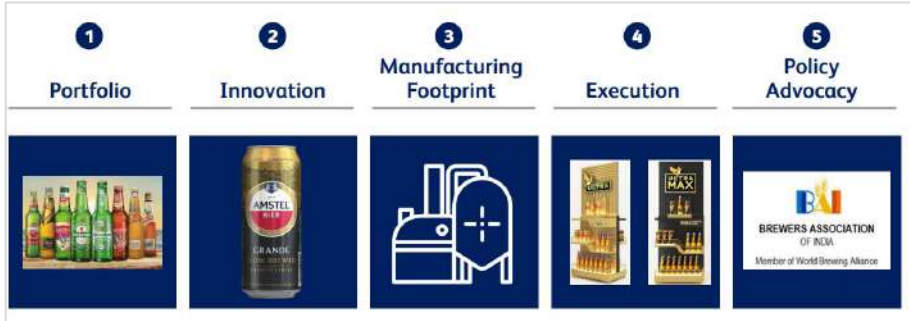 1
Portfolio
2
Innovation
3
Manufacturing
Footprint
4
Execution
5
Policy
Advocacy
AMSTEL
BIER
GRANDE
ULTRA
ULTRA
MAX
BAI
BREWERS ASSOCIATION
OF INDIA
Member of World Brewing Alliance